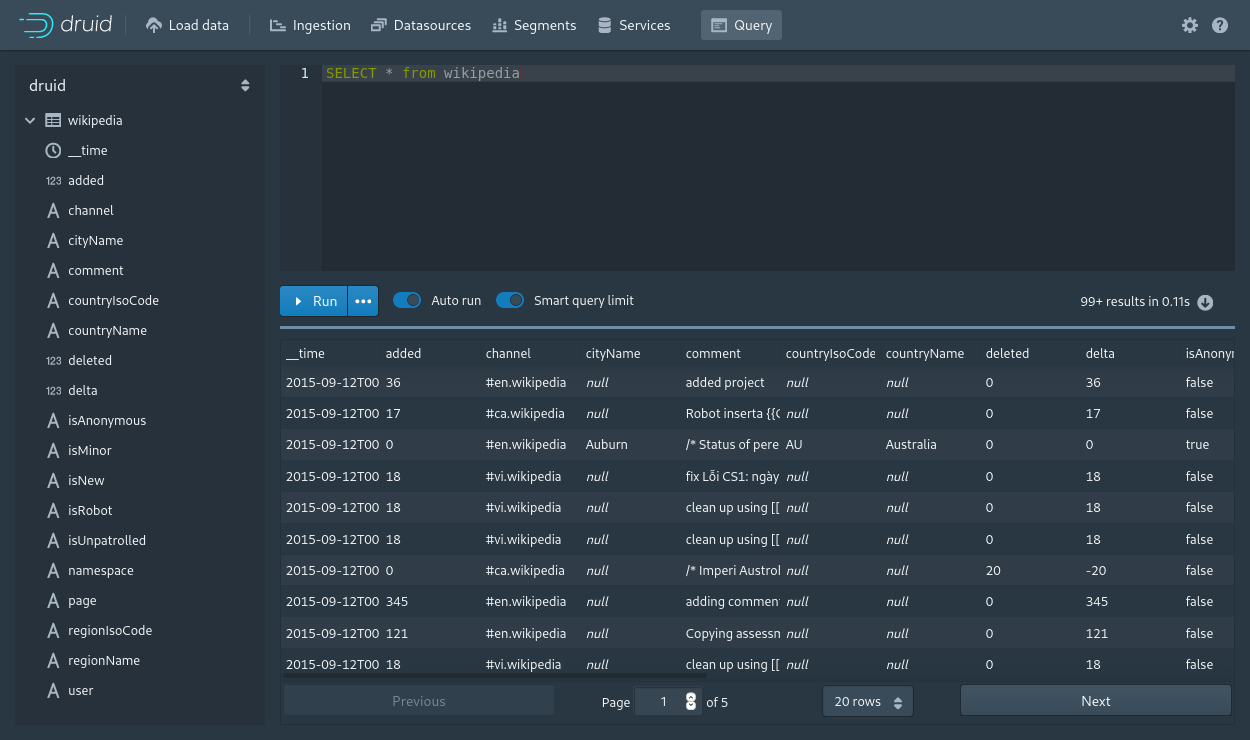 druid Load data Ingestion Datasources Segments Services Query
druid
wikipedia
__time
123 added
A channel
A cityName
A comment
A countryIsoCode
A countryName
123 deleted
123 delta
A isAnonymous
A isMinor
A isNew
A isRobot
A isUnpatrolled
A namespace
A page
A regionIsoCode
A regionName
A user
1 SELECT * from wikipedia
Run Auto run Smart query limit 99+ results in 0.11s
__time added channel cityName comment countryIsoCode countryName deleted delta isAnony
2015-09-12T00 36 #en.wikipedia null added project null null 0 36 false
2015-09-12T00 17 #ca.wikipedia null Robot inserta {{C null null 0 17 false
2015-09-12T00 0 #en.wikipedia Auburn /* Status of pere AU Australia 0 0 true
2015-09-12T00 18 #vi.wikipedia null fix Lỗi CS1: ngày null null 0 18 false
2015-09-12T00 18 #vi.wikipedia null clean up using [[ null null 0 18 false
2015-09-12T00 18 #vi.wikipedia null clean up using [[ null null 0 18 false
2015-09-12T00 0 #ca.wikipedia null /* Imperi Austrol null null 20 -20 false
2015-09-12T00 345 #en.wikipedia null adding commen null null 0 345 false
2015-09-12T00 121 #en.wikipedia null Copying assessn null null 0 121 false
2015-09-12T00 18 #vi.wikipedia null clean up using [[ null null 0 18 false
Previous Page 1 of 5 20 rows Next